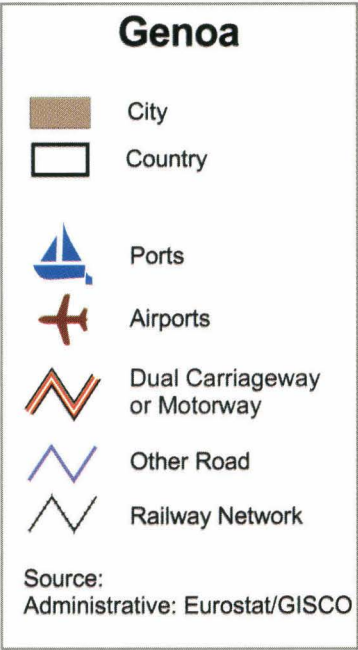 Genoa
City
Country
Ports
Airports
Dual Carriageway
or Motorway
Other Road
Railway Network
Source:
Administrative: Eurostat/GISCO